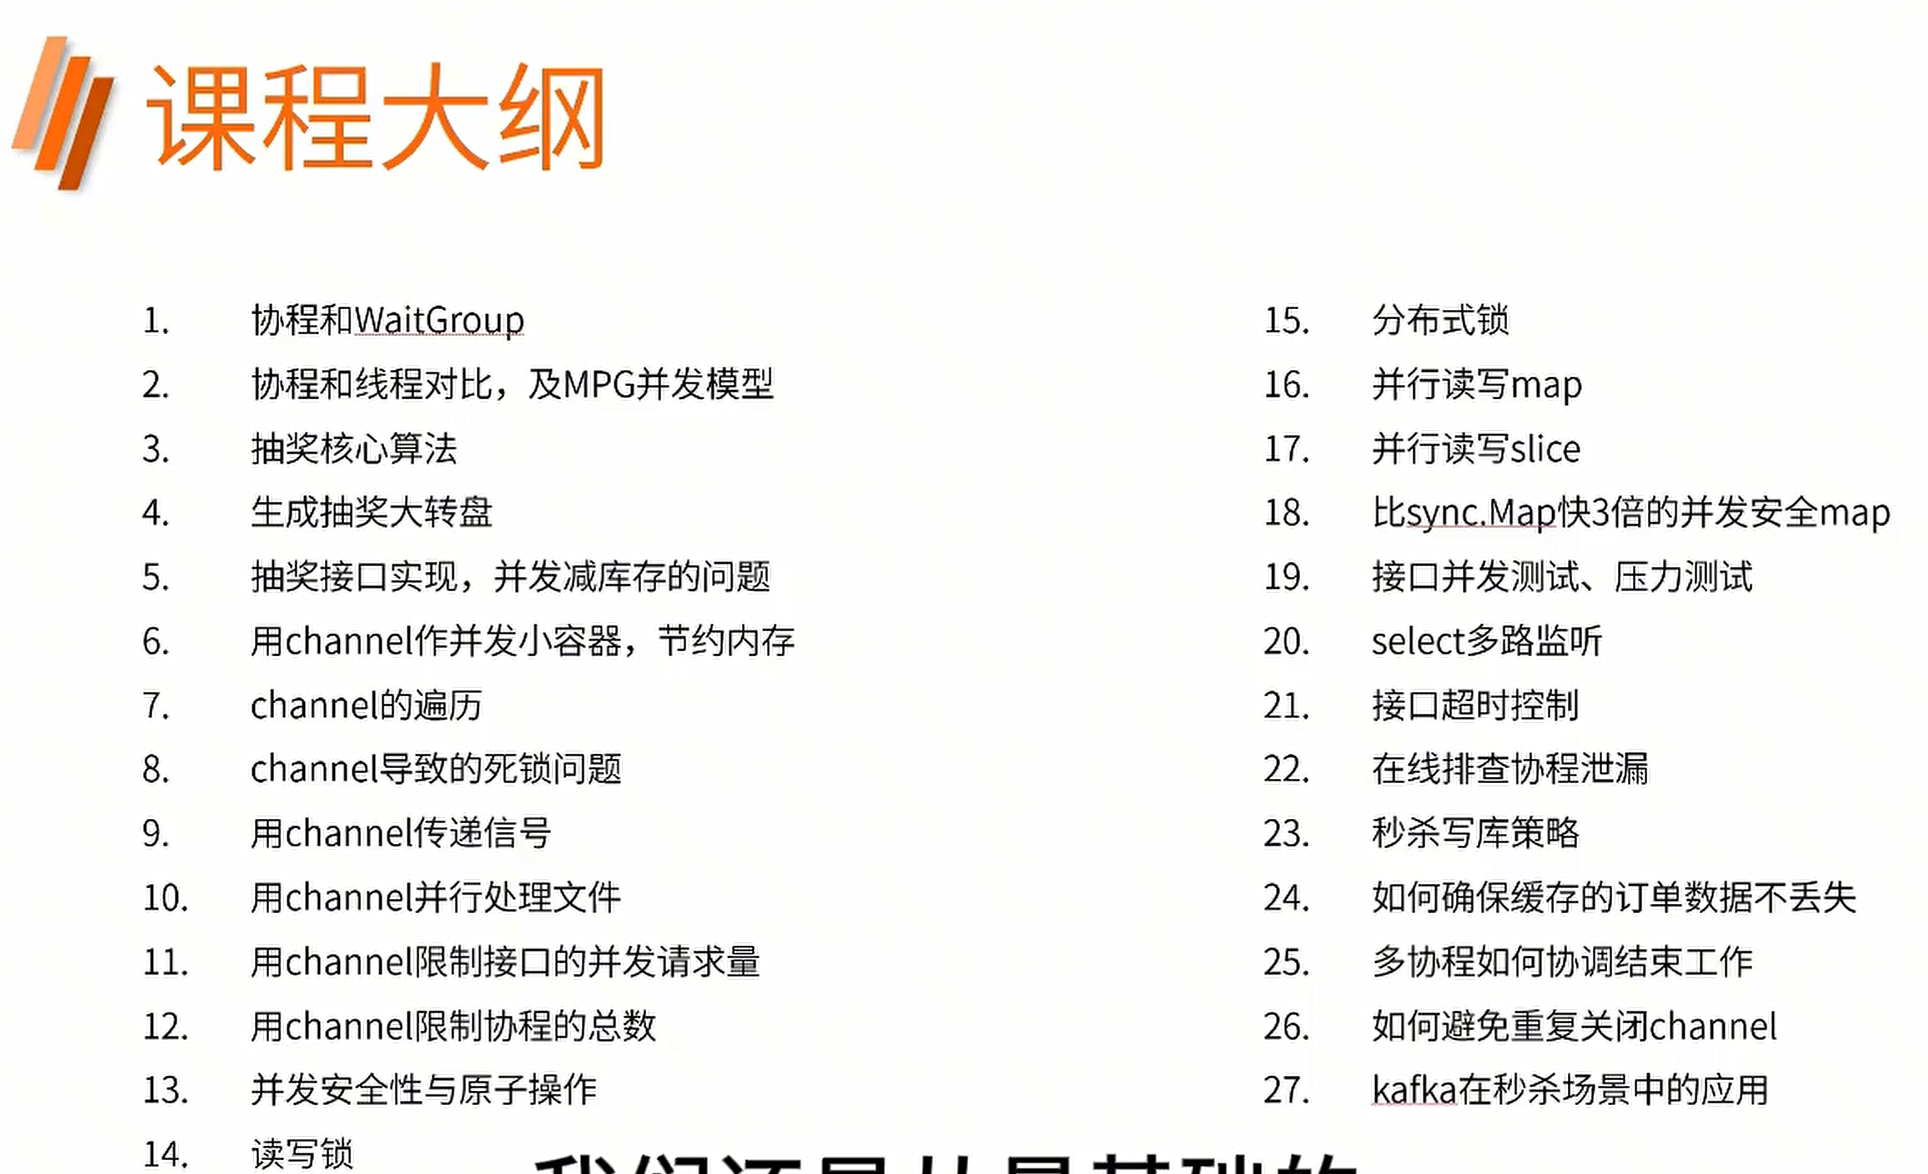 课程大纲
1. 协程和WaitGroup
2. 协程和线程对比，及MPG并发模型
3. 抽奖核心算法
4. 生成抽奖大转盘
5. 抽奖接口实现，并发减库存的问题
6. 用channel作并发小容器，节约内存
7. channel的遍历
8. channel导致的死锁问题
9. 用channel传递信号
10. 用channel并行处理文件
11. 用channel限制接口的并发请求量
12. 用channel限制协程的总数
13. 并发安全性与原子操作
14. 读写锁
15. 分布式锁
16. 并行读写map
17. 并行读写slice
18. 比sync.Map快3倍的并发安全map
19. 接口并发测试、压力测试
20. select多路监听
21. 接口超时控制
22. 在线排查协程泄漏
23. 秒杀写库策略
24. 如何确保缓存的订单数据不丢失
25. 多协程如何协调结束工作
26. 如何避免重复关闭channel
27. kafka在秒杀场景中的应用
我们还是从最基础的